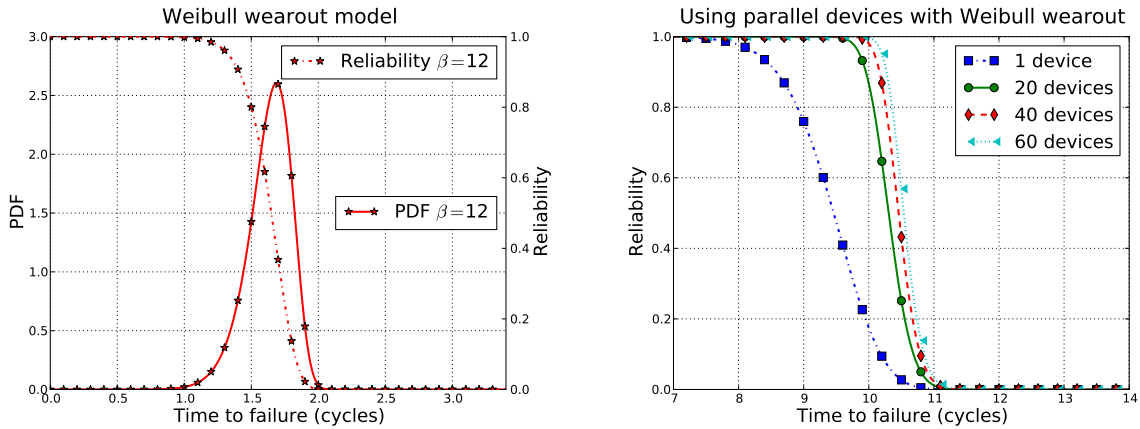 Weibull wearout model
3.0
2.5
2.0
1.5
1.0
0.5
0.0
PDF
1.0
0.8
0.6
0.4
0.2
0.0
Reliability
Reliability β=12
PDF β=12
0.0 0.5 1.0 1.5 2.0 2.5 3.0
Time to failure (cycles)
Using parallel devices with Weibull wearout
1.0
0.8
0.6
0.4
0.2
0.0
Reliability
1 device
20 devices
40 devices
60 devices
7 8 9 10 11 12 13 14
Time to failure (cycles)